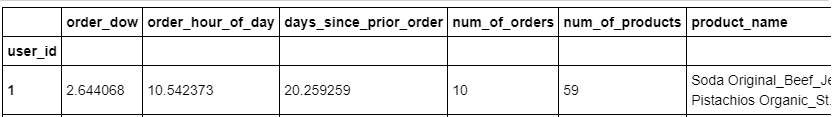 order_dow order_hour_of_day days_since_prior_order num_of_orders num_of_products product_name
user_id
1 2.644068 10.542373 20.259259 10 59 Soda Original_Beef_Je
Pistachios Organic_St.